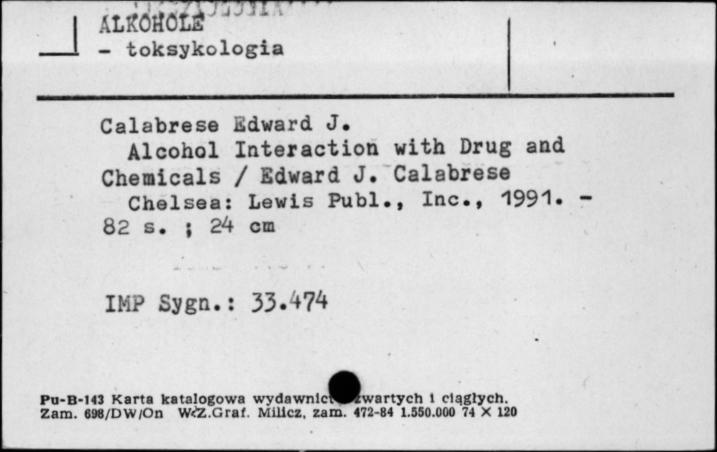 ALKOHOLE
- toksykologia
Calabrese Edward J.
Alcohol Interaction with Drug and
Chemicals / Edward J. Calabrese
Chelsea: Lewis Publ., Inc., 1991. -
82 s. ; 24 cm
IMP Sygn.: 33.474
Pu-B-143 Karta katalogowa wydawnict zwartych i ciągłych.
Zam. 698/DW/On WZ.Graf. Milicz, zam. 472-84 1.550.000 74 X 120